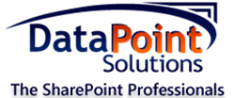 DataPoint
Solutions
The SharePoint Professionals